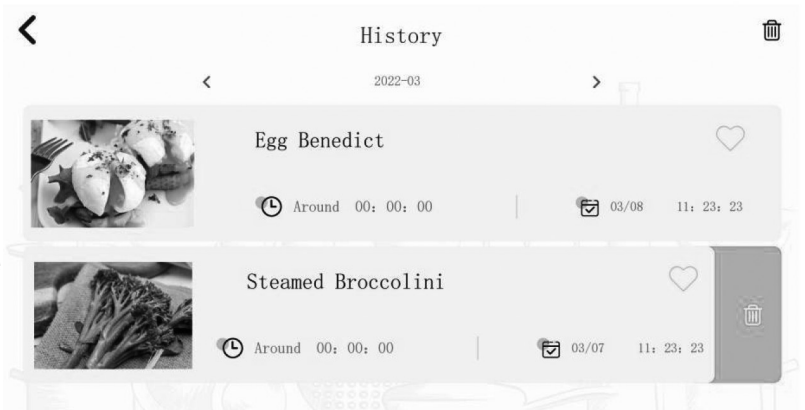 History
2022-03
Egg Benedict
Around 00: 00: 00
03/08 11: 23: 23
Steamed Broccolini
Around 00: 00: 00
03/07 11: 23: 23